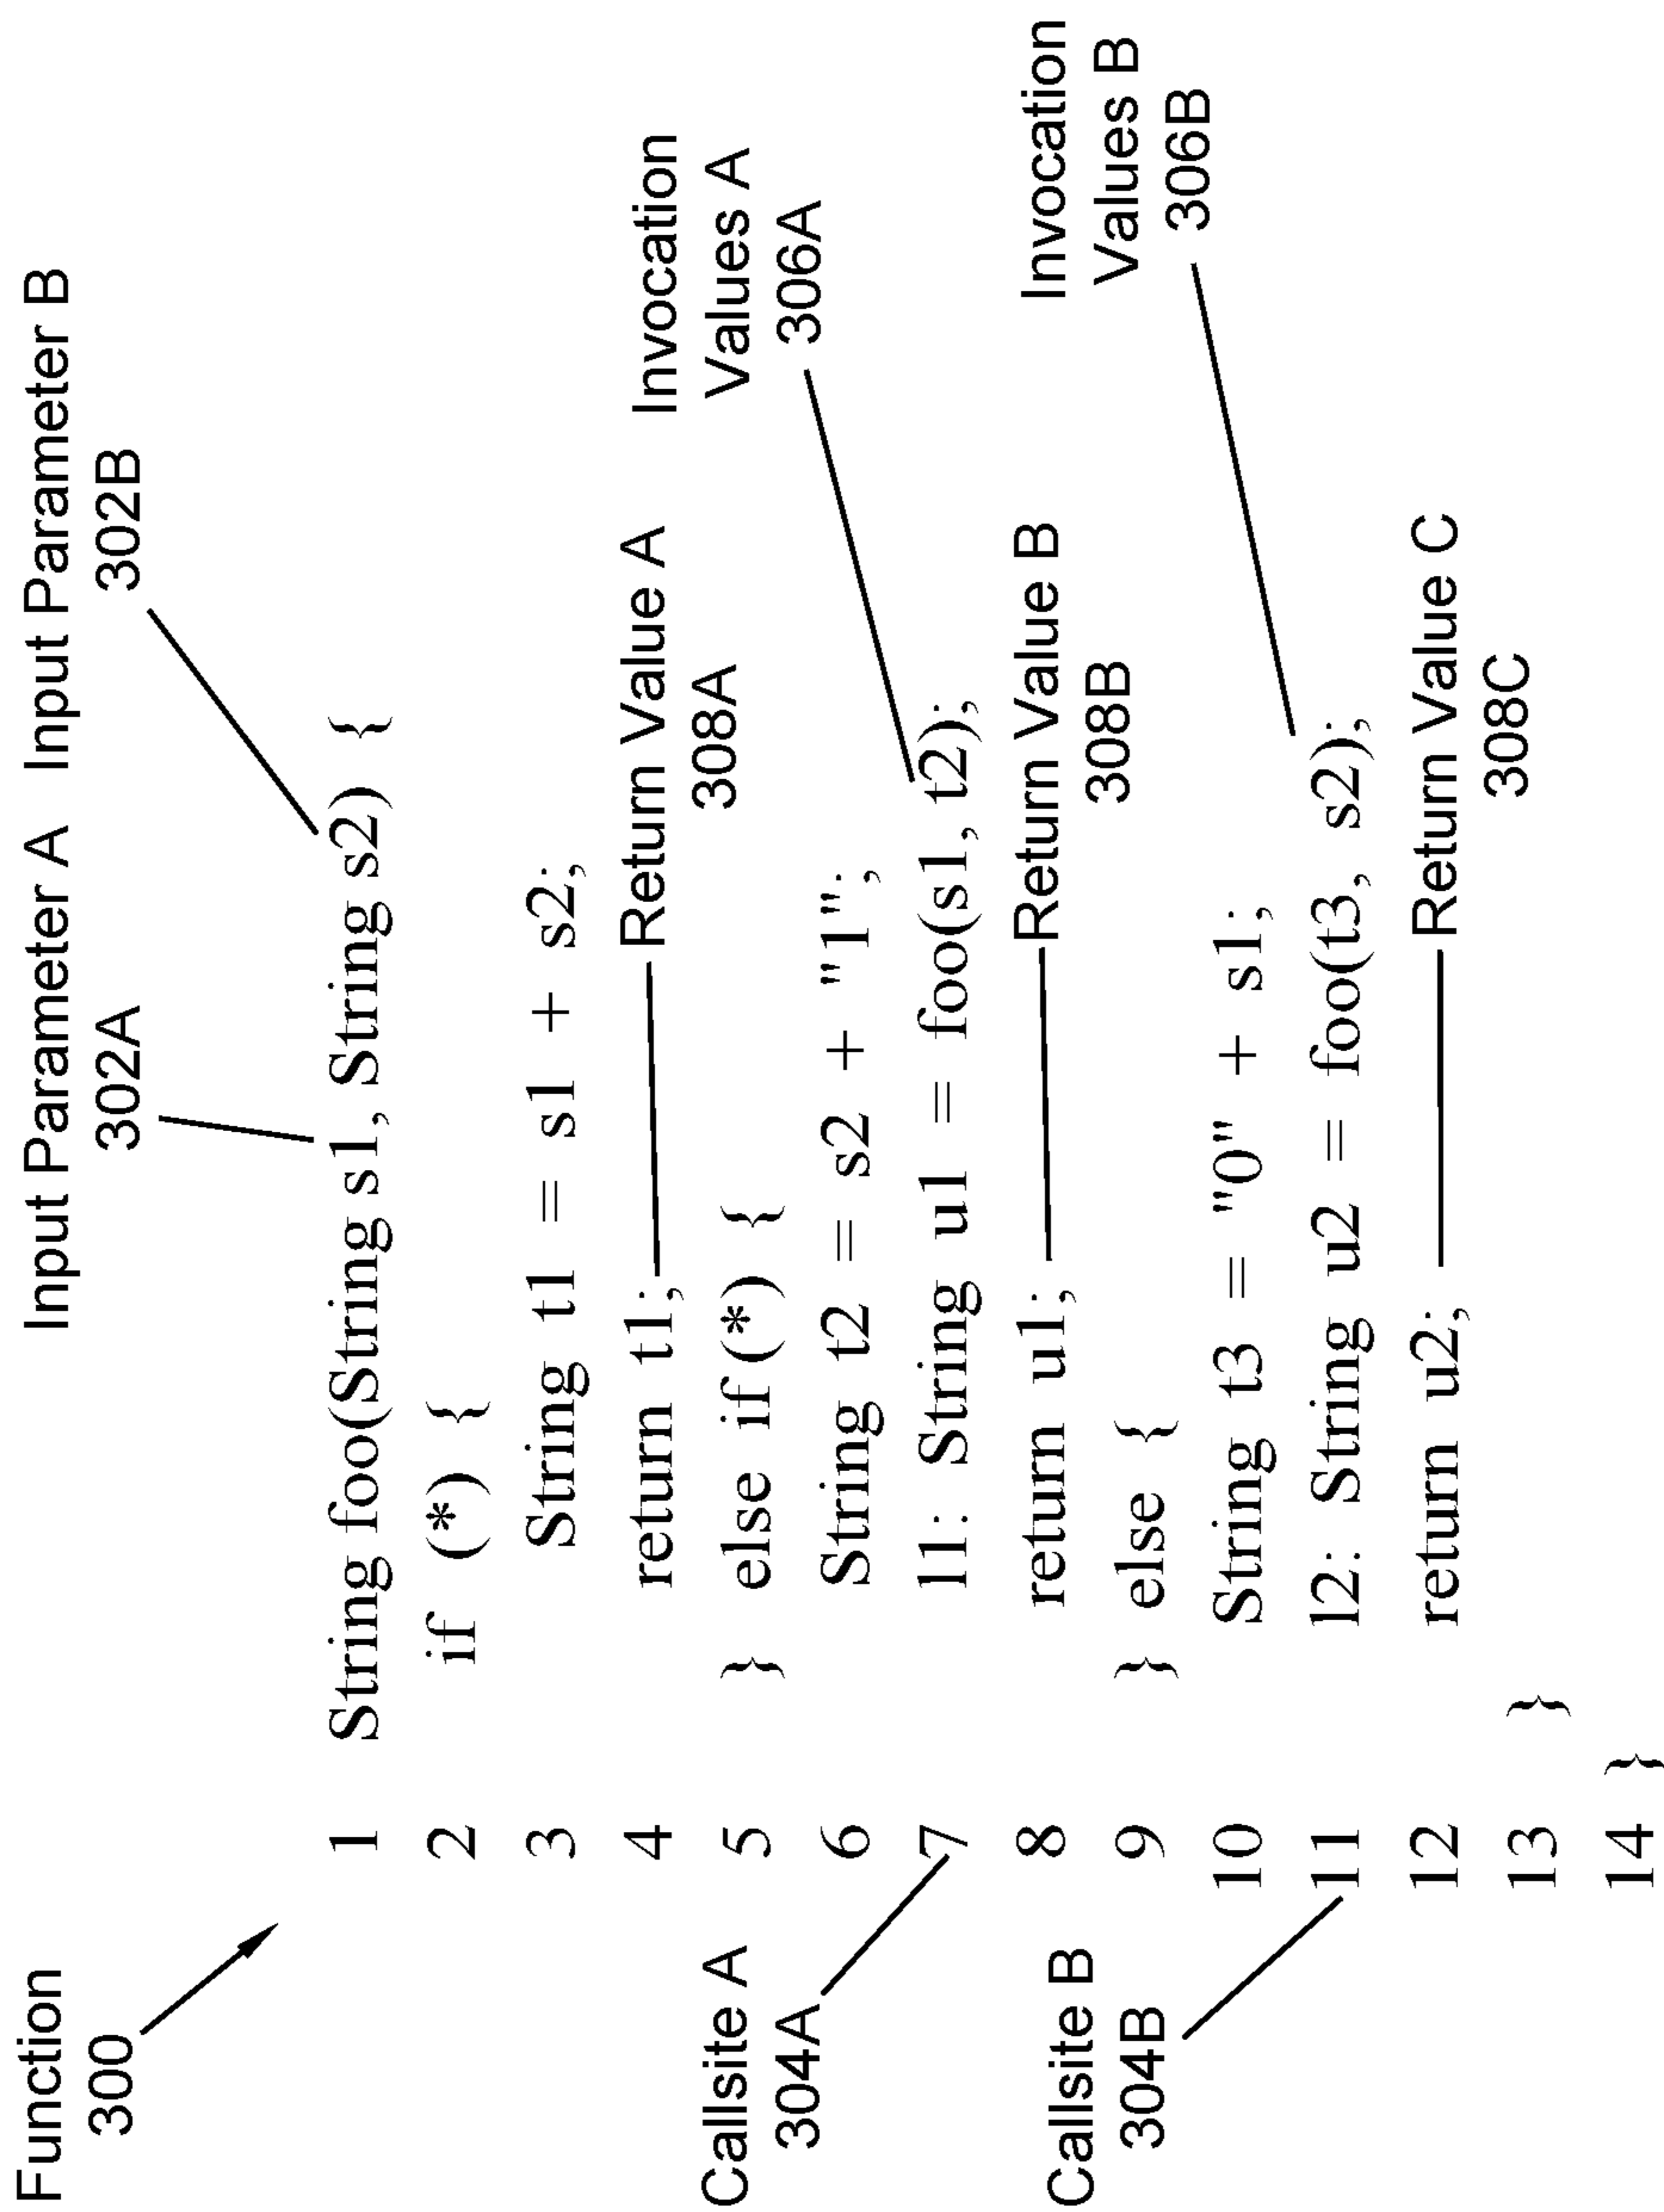 Function
300
Input Parameter A
302A
Input Parameter B
302B
1 String foo(String s1, String s2) {
2 if (*) {
3 String t1 = s1 + s2;
4 return t1;
Return Value A
308A
5 } else if (*) {
6 String t2 = s2 + "1";
7 l1: String u1 = foo(s1, t2);
Callsite A
304A
Invocation
Values A
306A
8 return u1;
Return Value B
308B
9 } else {
10 String t3 = "0" + s1;
11 l2: String u2 = foo(t3, s2);
Callsite B
304B
Invocation
Values B
306B
12 return u2;
Return Value C
308C
13 }
14 }